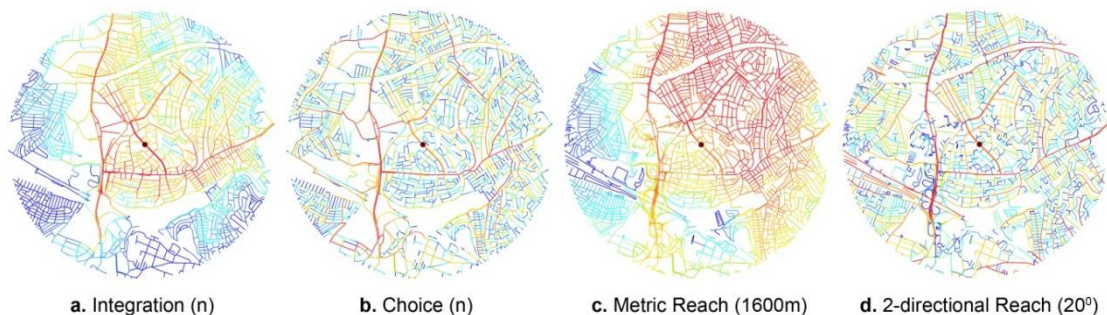 a. Integration (n)
b. Choice (n)
c. Metric Reach (1600m)
d. 2-directional Reach (20⁰)